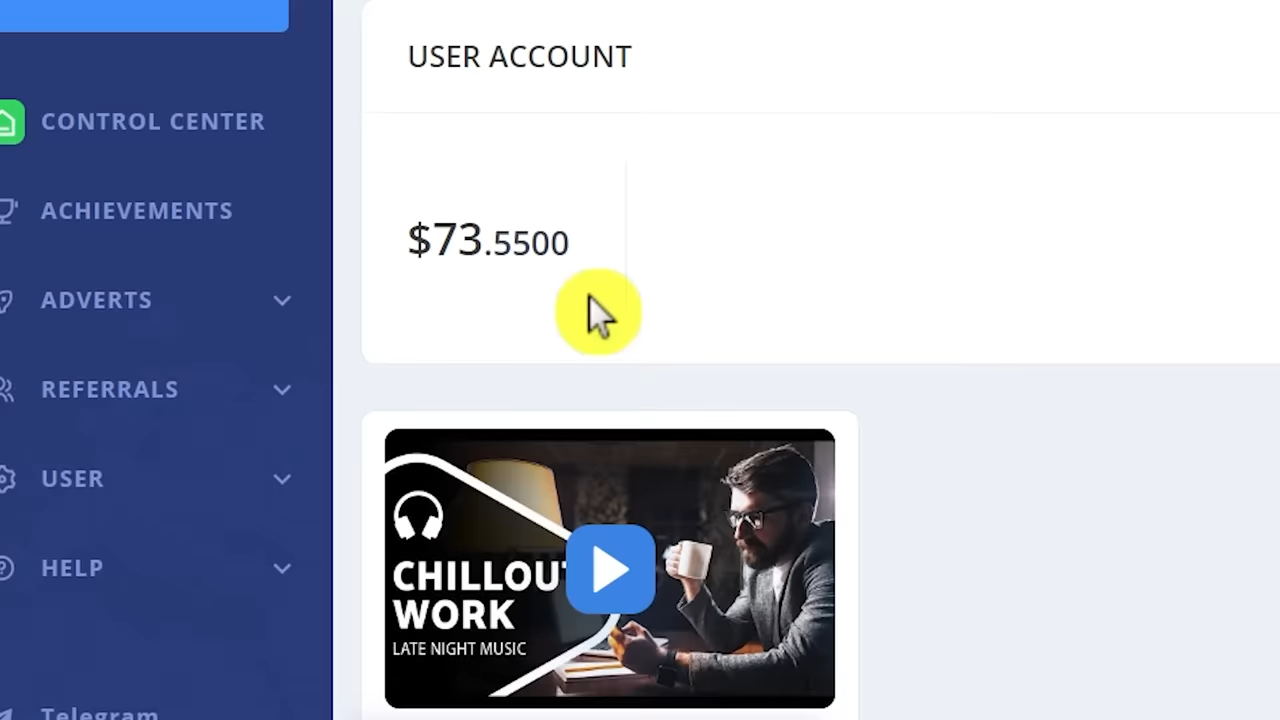 USER ACCOUNT
CONTROL CENTER
ACHIEVEMENTS
$73.5500
ADVERTS
REFERRALS
USER
HELP
CHILLOUT
WORK
LATE NIGHT MUSIC
Telegram